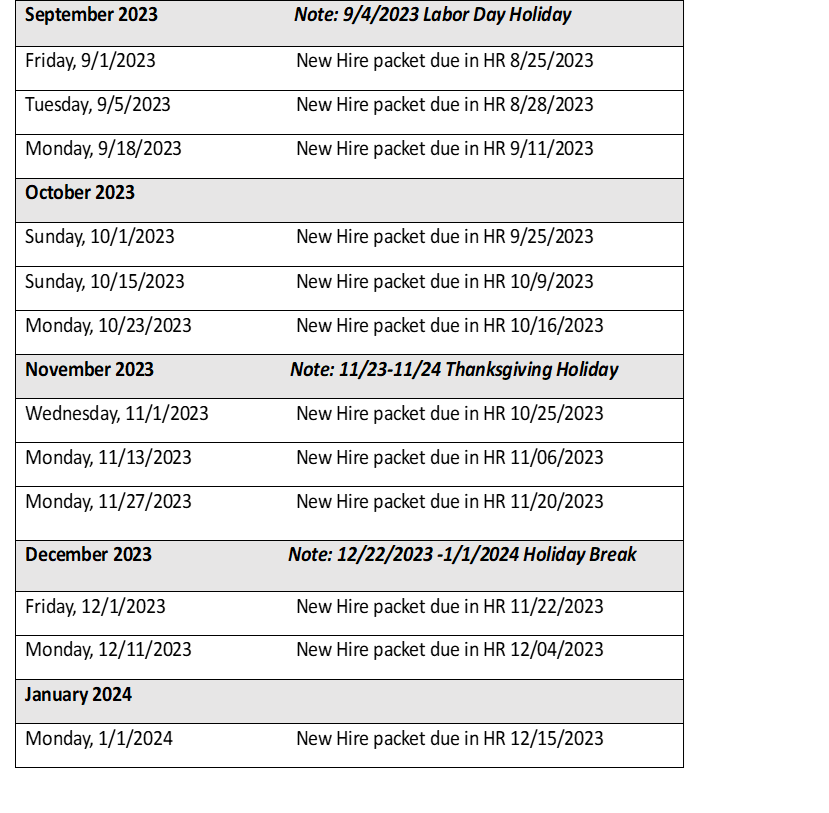 September 2023 Note: 9/4/2023 Labor Day Holiday
Friday, 9/1/2023 New Hire packet due in HR 8/25/2023
Tuesday, 9/5/2023 New Hire packet due in HR 8/28/2023
Monday, 9/18/2023 New Hire packet due in HR 9/11/2023
October 2023
Sunday, 10/1/2023 New Hire packet due in HR 9/25/2023
Sunday, 10/15/2023 New Hire packet due in HR 10/9/2023
Monday, 10/23/2023 New Hire packet due in HR 10/16/2023
November 2023 Note: 11/23-11/24 Thanksgiving Holiday
Wednesday, 11/1/2023 New Hire packet due in HR 10/25/2023
Monday, 11/13/2023 New Hire packet due in HR 11/06/2023
Monday, 11/27/2023 New Hire packet due in HR 11/20/2023
December 2023 Note: 12/22/2023 -1/1/2024 Holiday Break
Friday, 12/1/2023 New Hire packet due in HR 11/22/2023
Monday, 12/11/2023 New Hire packet due in HR 12/04/2023
January 2024
Monday, 1/1/2024 New Hire packet due in HR 12/15/2023